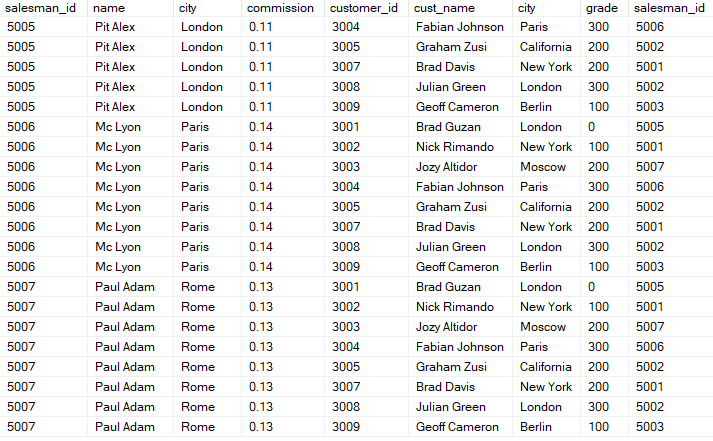 salesman_id name city commission customer_id cust_name city grade salesman_id
5005 Pit Alex London 0.11 3004 Fabian Johnson Paris 300 5006
5005 Pit Alex London 0.11 3005 Graham Zusi California 200 5002
5005 Pit Alex London 0.11 3007 Brad Davis New York 200 5001
5005 Pit Alex London 0.11 3008 Julian Green London 300 5002
5005 Pit Alex London 0.11 3009 Geoff Cameron Berlin 100 5003
5006 Mc Lyon Paris 0.14 3001 Brad Guzan London 0 5005
5006 Mc Lyon Paris 0.14 3002 Nick Rimando New York 100 5001
5006 Mc Lyon Paris 0.14 3003 Jozy Altidor Moscow 200 5007
5006 Mc Lyon Paris 0.14 3004 Fabian Johnson Paris 300 5006
5006 Mc Lyon Paris 0.14 3005 Graham Zusi California 200 5002
5006 Mc Lyon Paris 0.14 3007 Brad Davis New York 200 5001
5006 Mc Lyon Paris 0.14 3008 Julian Green London 300 5002
5006 Mc Lyon Paris 0.14 3009 Geoff Cameron Berlin 100 5003
5007 Paul Adam Rome 0.13 3001 Brad Guzan London 0 5005
5007 Paul Adam Rome 0.13 3002 Nick Rimando New York 100 5001
5007 Paul Adam Rome 0.13 3003 Jozy Altidor Moscow 200 5007
5007 Paul Adam Rome 0.13 3004 Fabian Johnson Paris 300 5006
5007 Paul Adam Rome 0.13 3005 Graham Zusi California 200 5002
5007 Paul Adam Rome 0.13 3007 Brad Davis New York 200 5001
5007 Paul Adam Rome 0.13 3008 Julian Green London 300 5002
5007 Paul Adam Rome 0.13 3009 Geoff Cameron Berlin 100 5003